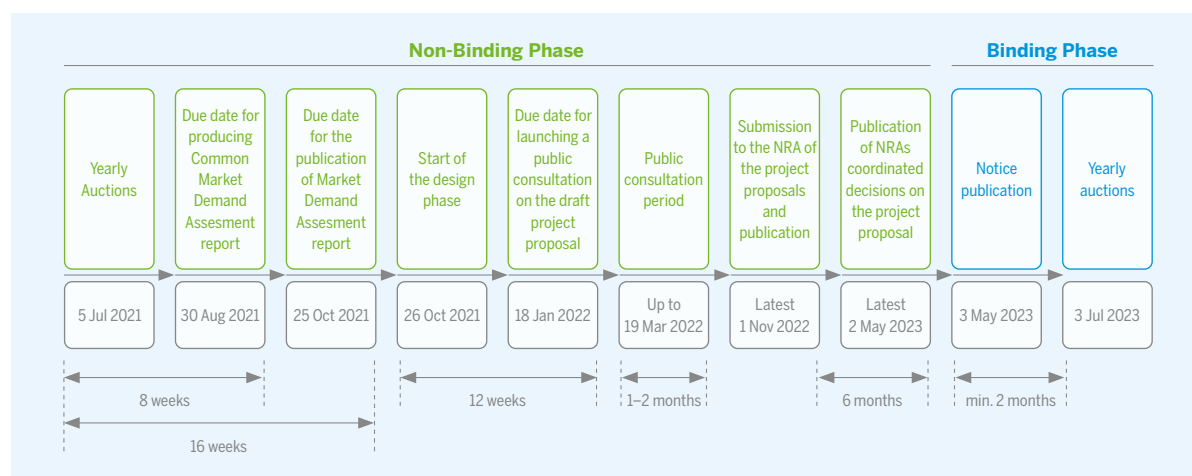 Non-Binding Phase
Binding Phase
Yearly
Auctions
Due date for
producing
Common
Market
Demand
Assesment
report
Due date
for the
publication
of Market
Demand
Assesment
report
Start of
the design
phase
Due date for
launching a
public
consultation
on the draft
project
proposal
Public
consultation
period
Submission
to the NRA of
the project
proposals
and
publication
Publication
of NRAs
coordinated
decisions on
the project
proposal
Notice
publication
Yearly
auctions
5 Jul 2021
30 Aug 2021
25 Oct 2021
26 Oct 2021
18 Jan 2022
Up to
19 Mar 2022
Latest
1 Nov 2022
Latest
2 May 2023
3 May 2023
3 Jul 2023
8 weeks
12 weeks
1–2 months
6 months
min. 2 months
16 weeks